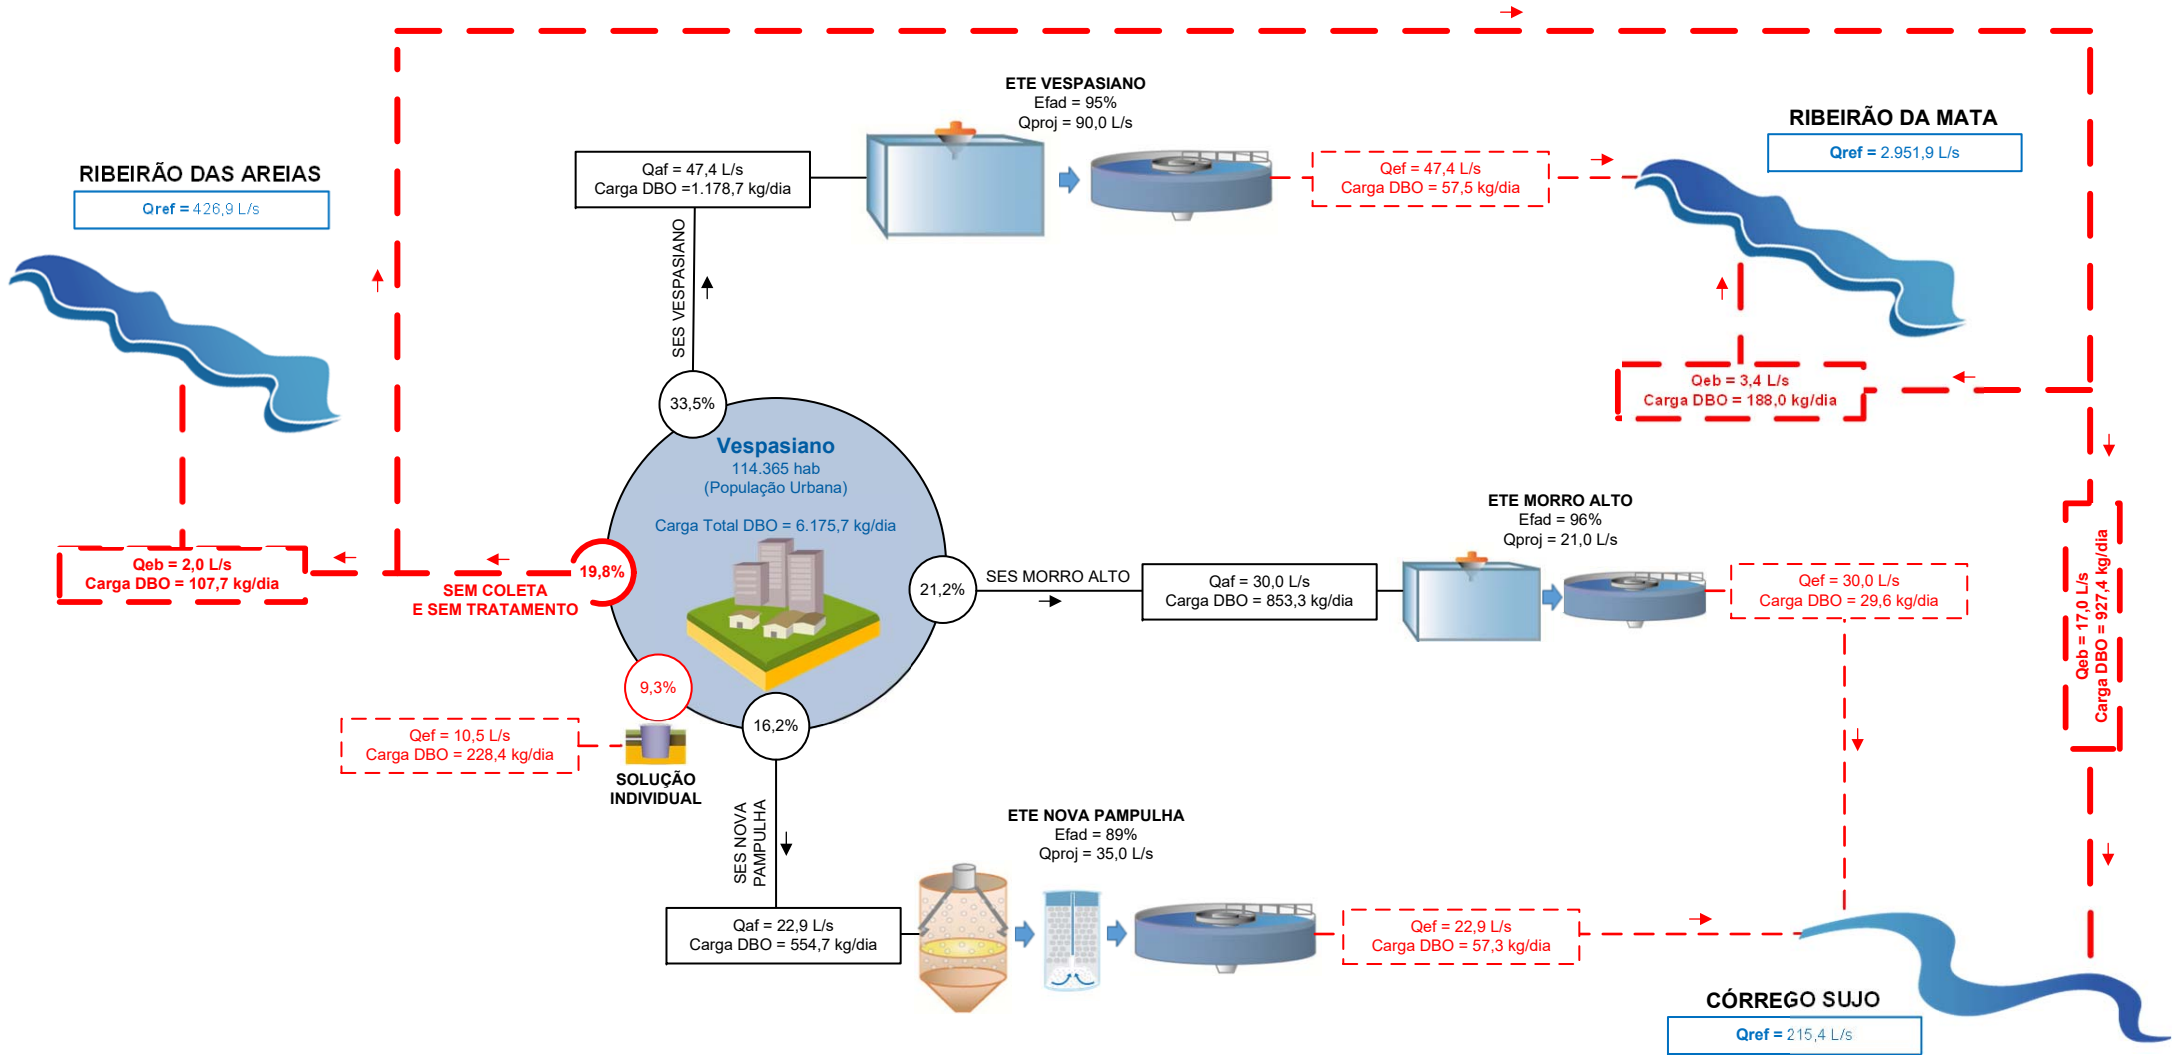 ETE VESPASIANO
Efad = 95%
Qproj = 90,0 L/s
RIBEIRÃO DA MATA
Qref = 2.951,9 L/s
RIBEIRÃO DAS AREIAS
Qref = 426,9 L/s
Qaf = 47,4 L/s
Carga DBO =1.178,7 kg/dia
Qef = 47,4 L/s
Carga DBO = 57,5 kg/dia
SES VESPASIANO
33,5%
Qeb = 3,4 L/s
Carga DBO = 188,0 kg/dia
Vespasiano
114.365 hab
(População Urbana)
Carga Total DBO = 6.175,7 kg/dia
ETE MORRO ALTO
Efad = 96%
Qproj = 21,0 L/s
Qeb = 2,0 L/s
Carga DBO = 107,7 kg/dia
SEM COLETA
E SEM TRATAMENTO
19,8%
21,2%
SES MORRO ALTO
Qaf = 30,0 L/s
Carga DBO = 853,3 kg/dia
Qef = 30,0 L/s
Carga DBO = 29,6 kg/dia
Qeb = 17,0 L/s
Carga DBO = 927,4 kg/dia
9,3%
16,2%
Qef = 10,5 L/s
Carga DBO = 228,4 kg/dia
SOLUÇÃO
INDIVIDUAL
SES NOVA
PAMPULHA
ETE NOVA PAMPULHA
Efad = 89%
Qproj = 35,0 L/s
Qaf = 22,9 L/s
Carga DBO = 554,7 kg/dia
Qef = 22,9 L/s
Carga DBO = 57,3 kg/dia
CÓRREGO SUJO
Qref = 215,4 L/s